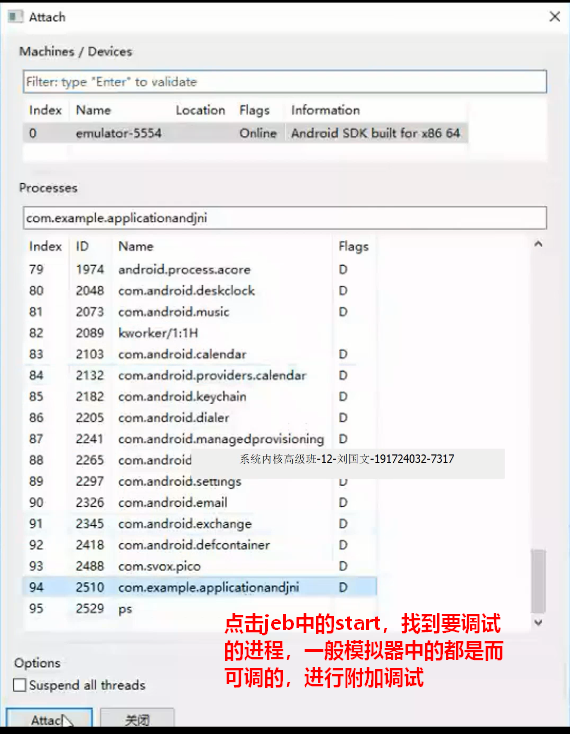 Attach
Machines / Devices
Filter: type "Enter" to validate
Index Name Location Flags Information
0 emulator-5554 Online Android SDK built for x86 64
Processes
com.example.applicationandjni
Index ID Name Flags
79 1974 android.process.acore D
80 2048 com.android.deskclock D
81 2073 com.android.music D
82 2089 kworker/1:1H
83 2103 com.android.calendar D
84 2132 com.android.providers.calendar D
85 2182 com.android.keychain D
86 2205 com.android.dialer D
87 2241 com.android.managedprovisioning D
88 2265 com.android
系统内核高级班-12-刘国文-191724032-7317
89 2297 com.android.settings D
90 2326 com.android.email D
91 2345 com.android.exchange D
92 2418 com.android.defcontainer D
93 2488 com.svox.pico D
94 2510 com.example.applicationandjni D
95 2529 ps
点击jeb中的start，找到要调试
的进程，一般模拟器中的都是而
可调的，进行附加调试
Options
Suspend all threads
Attach 关闭